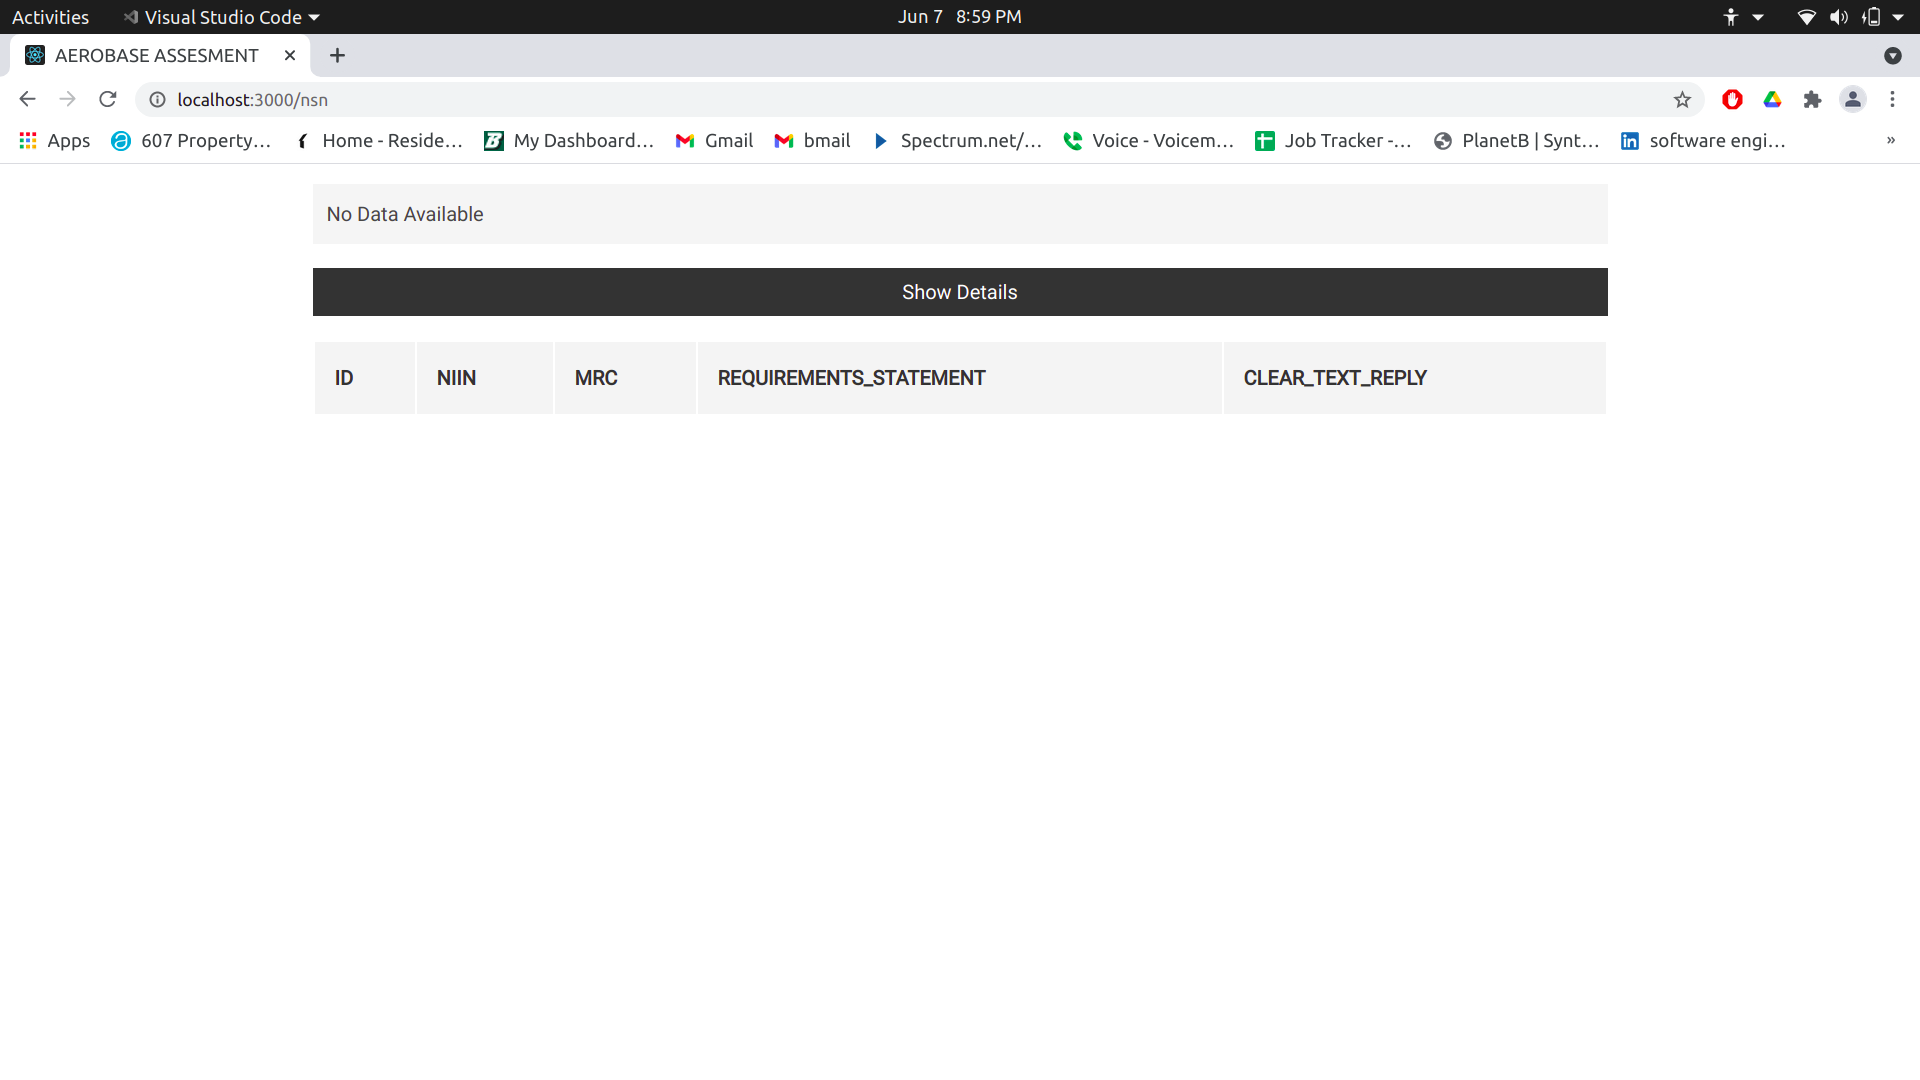 Activities Visual Studio Code Jun 7 8:59 PM
AEROBASE ASSESMENT
localhost:3000/nsn
Apps 607 Property... Home - Reside... My Dashboard... Gmail bmail Spectrum.net/... Voice - Voicem... Job Tracker -... PlanetB | Synt... software engi... »
No Data Available
Show Details
ID NIIN MRC REQUIREMENTS_STATEMENT CLEAR_TEXT_REPLY